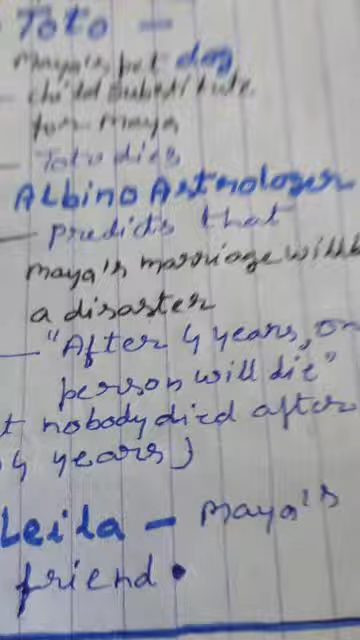 Toto —
Maya's pet dog
— child substitute
for Maya
— Toto dies
Albino Astrologer
— predicts that
Maya's marriage will b
a disaster
— "After 4 years, on
person will die"
t nobody died after
4 years)
Leila — Maya's
friend.